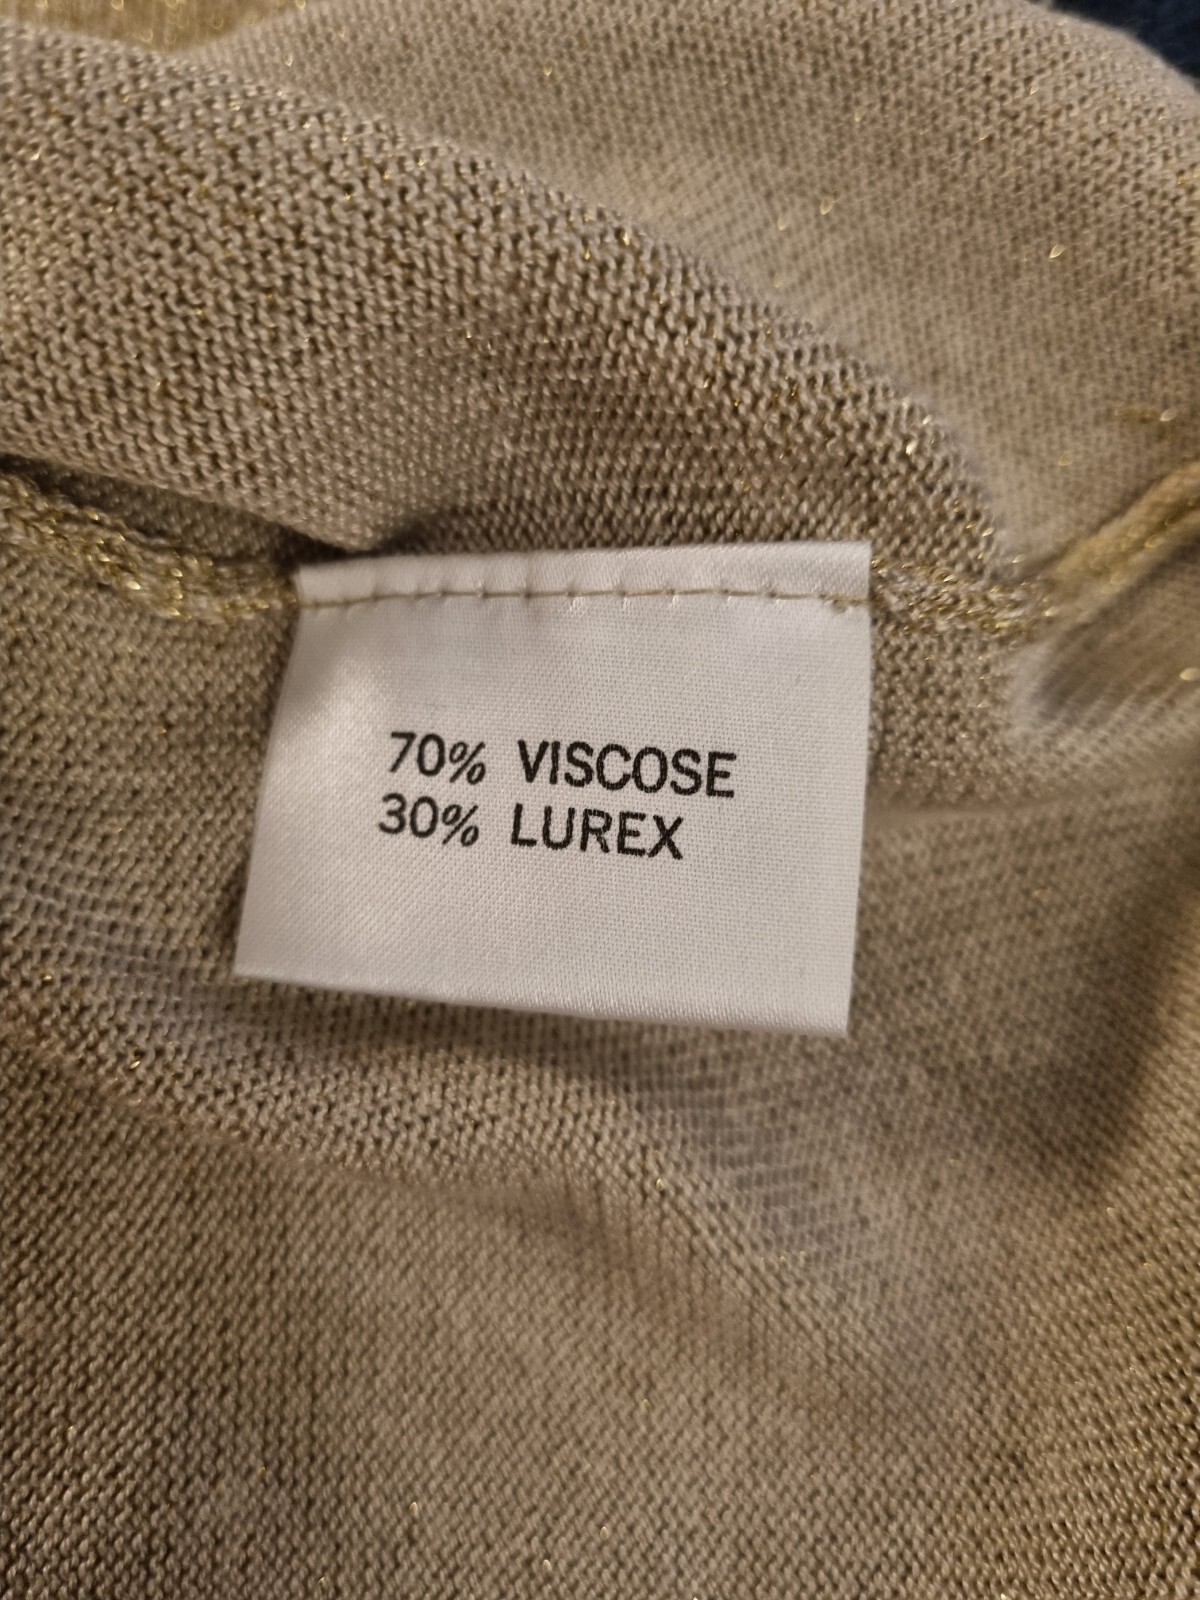 70% VISCOSE
30% LUREX